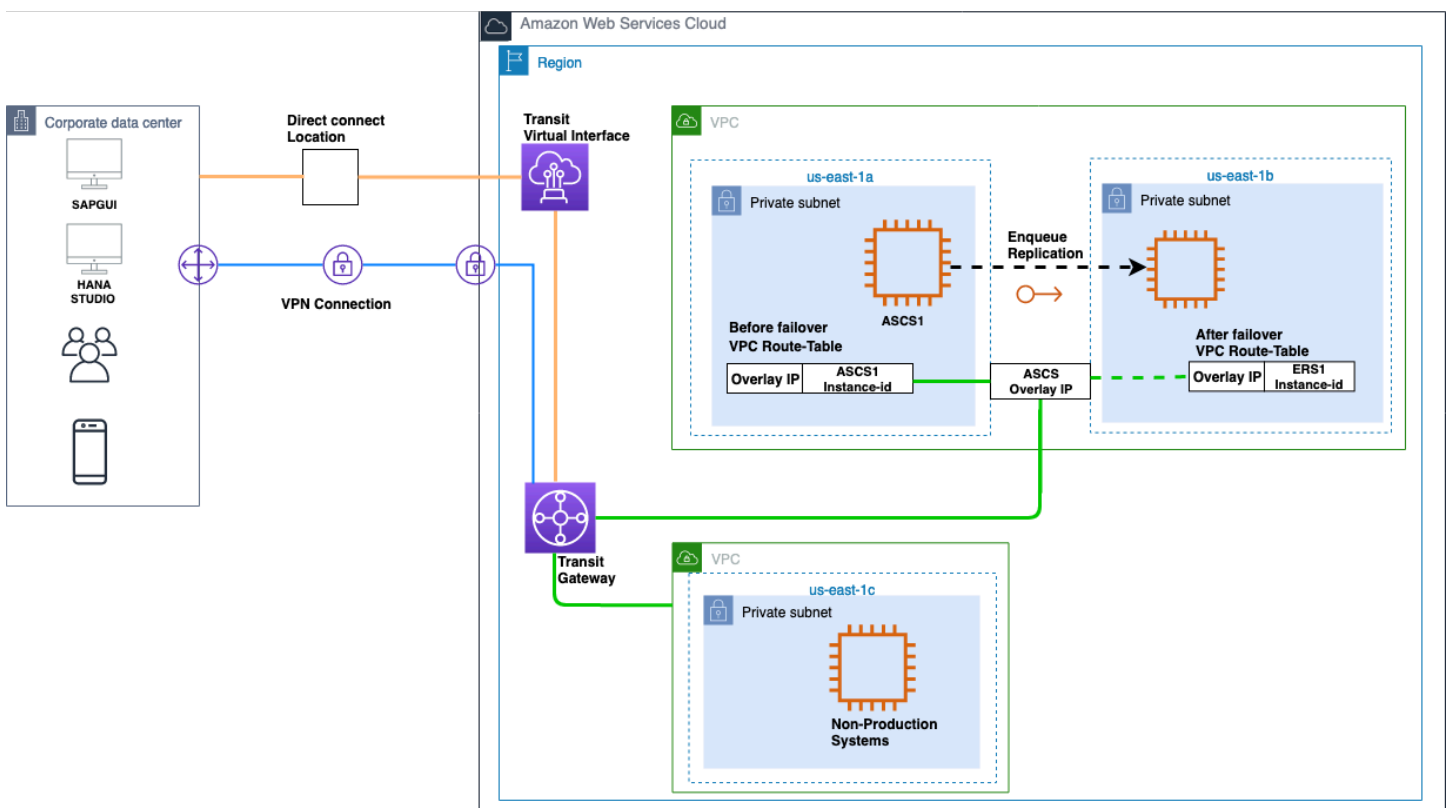 Amazon Web Services Cloud
Region
Corporate data center
SAPGUI
HANA
STUDIO
Direct connect
Location
VPN Connection
Transit
Virtual Interface
Transit
Gateway
VPC
us-east-1a
Private subnet
ASCS1
Before failover
VPC Route-Table
Overlay IP
ASCS1
Instance-id
Enqueue
Replication
ASCS
Overlay IP
us-east-1b
Private subnet
After failover
VPC Route-Table
Overlay IP
ERS1
Instance-id
VPC
us-east-1c
Private subnet
Non-Production
Systems